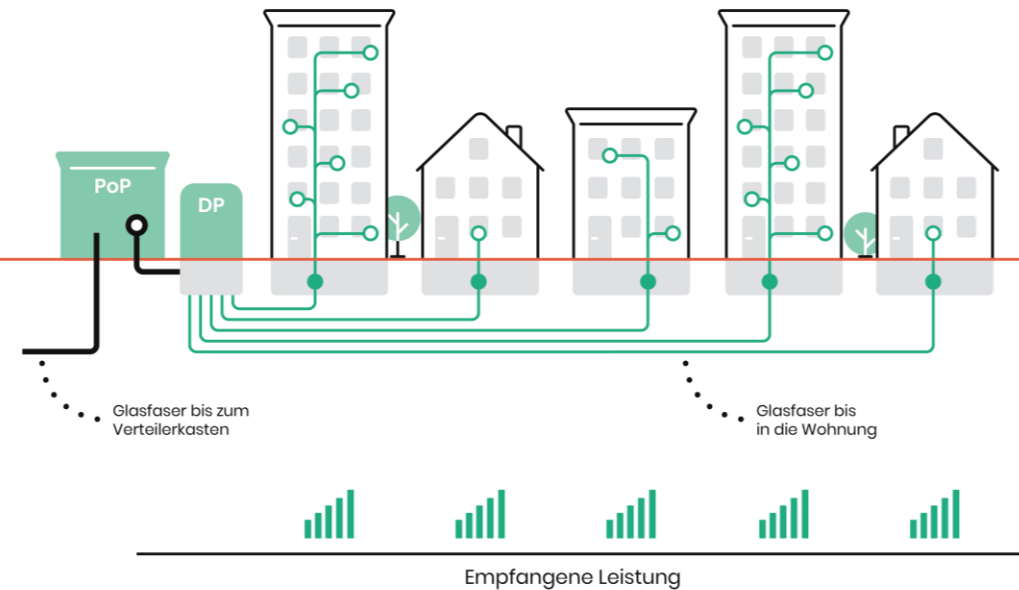 PoP
DP
Glasfaser bis zum
Verteilerkasten
Glasfaser bis
in die Wohnung
Empfangene Leistung